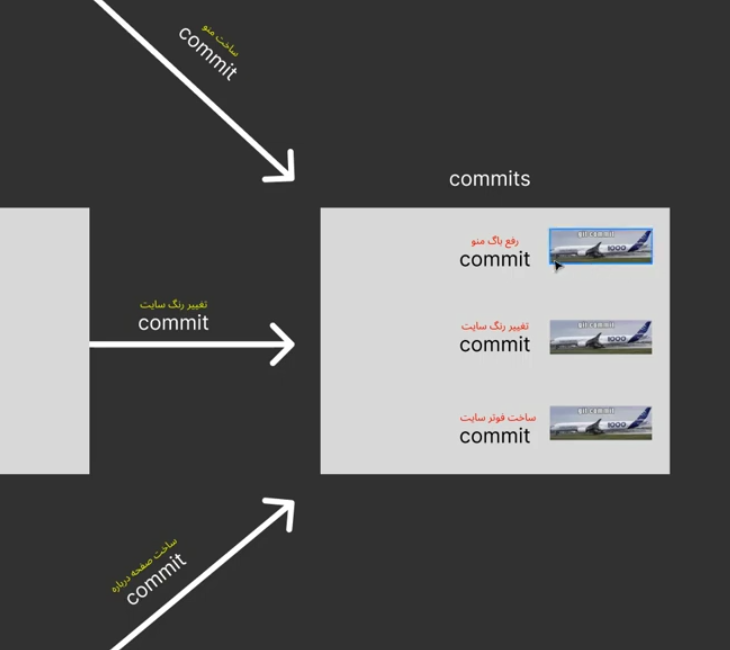 ساخت منو
commit
commits
رفع باگ منو
commit
git commit
1000
تغییر رنگ سایت
commit
تغییر رنگ سایت
commit
git commit
1000
ساخت فوتر سایت
commit
git commit
1000
ساخت صفحه درباره
commit